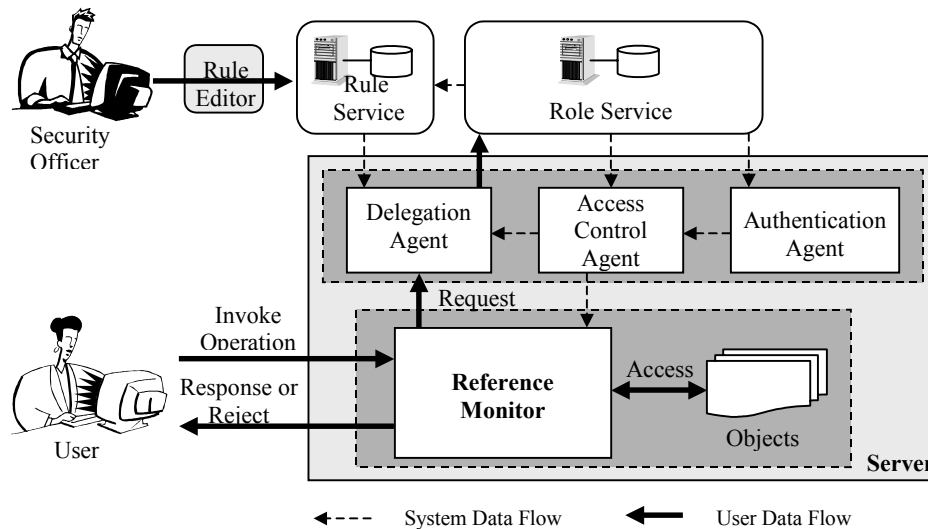 Rule
Editor
Rule
Service
Role Service
Security
Officer
Delegation
Agent
Access
Control
Agent
Authentication
Agent
Request
Invoke
Operation
Response or
Reject
User
Reference
Monitor
Access
Objects
Server
System Data Flow
User Data Flow